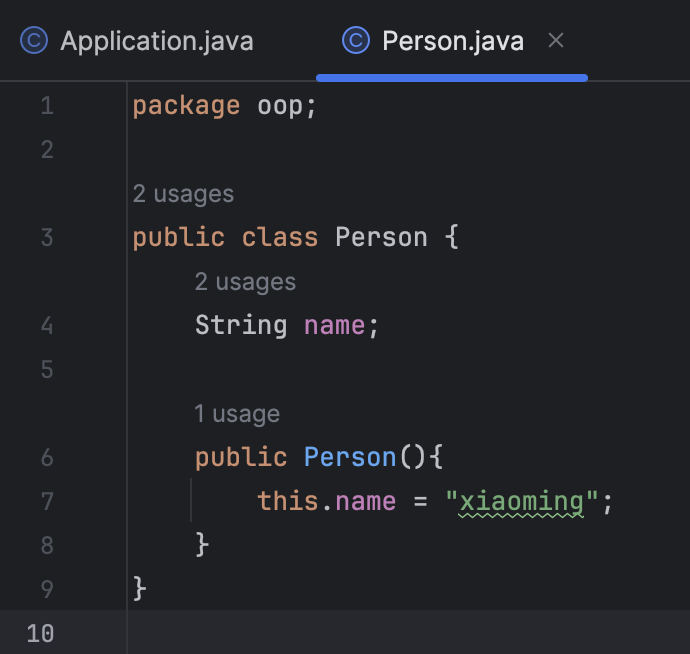 Application.java Person.java
1 package oop;
2
2 usages
3 public class Person {
2 usages
4 String name;
5
1 usage
6 public Person(){
7 this.name = "xiaoming";
8 }
9 }
10